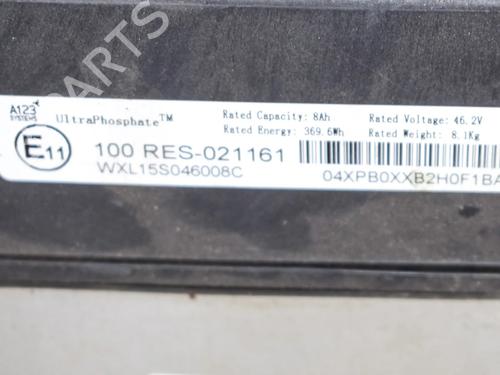 A123
SYSTEMS
UltraPhosphate™
Rated Capacity: 8Ah
Rated Voltage: 46.2V
Rated Energy: 369.6Wh
Rated Weight: 8.1Kg
E11
100 RES-021161
WXL15S046008C
04XPB0XXB2H0F1BA
PARTS